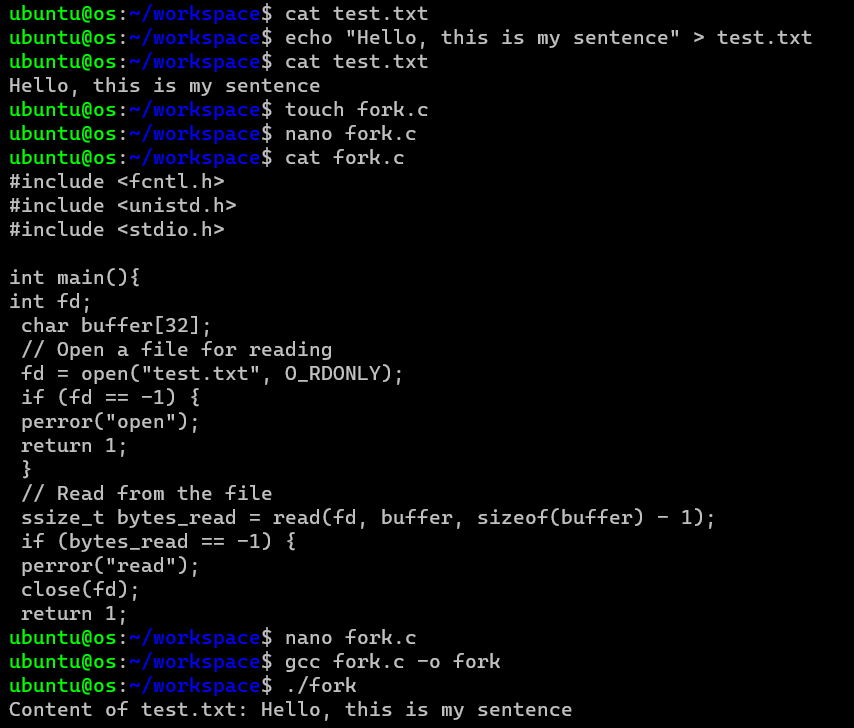 ubuntu@os:~/workspace$ cat test.txt
ubuntu@os:~/workspace$ echo "Hello, this is my sentence" > test.txt
ubuntu@os:~/workspace$ cat test.txt
Hello, this is my sentence
ubuntu@os:~/workspace$ touch fork.c
ubuntu@os:~/workspace$ nano fork.c
ubuntu@os:~/workspace$ cat fork.c
#include <fcntl.h>
#include <unistd.h>
#include <stdio.h>

int main(){
int fd;
 char buffer[32];
 // Open a file for reading
 fd = open("test.txt", O_RDONLY);
 if (fd == -1) {
 perror("open");
 return 1;
 }
 // Read from the file
 ssize_t bytes_read = read(fd, buffer, sizeof(buffer) - 1);
 if (bytes_read == -1) {
 perror("read");
 close(fd);
 return 1;
ubuntu@os:~/workspace$ nano fork.c
ubuntu@os:~/workspace$ gcc fork.c -o fork
ubuntu@os:~/workspace$ ./fork
Content of test.txt: Hello, this is my sentence